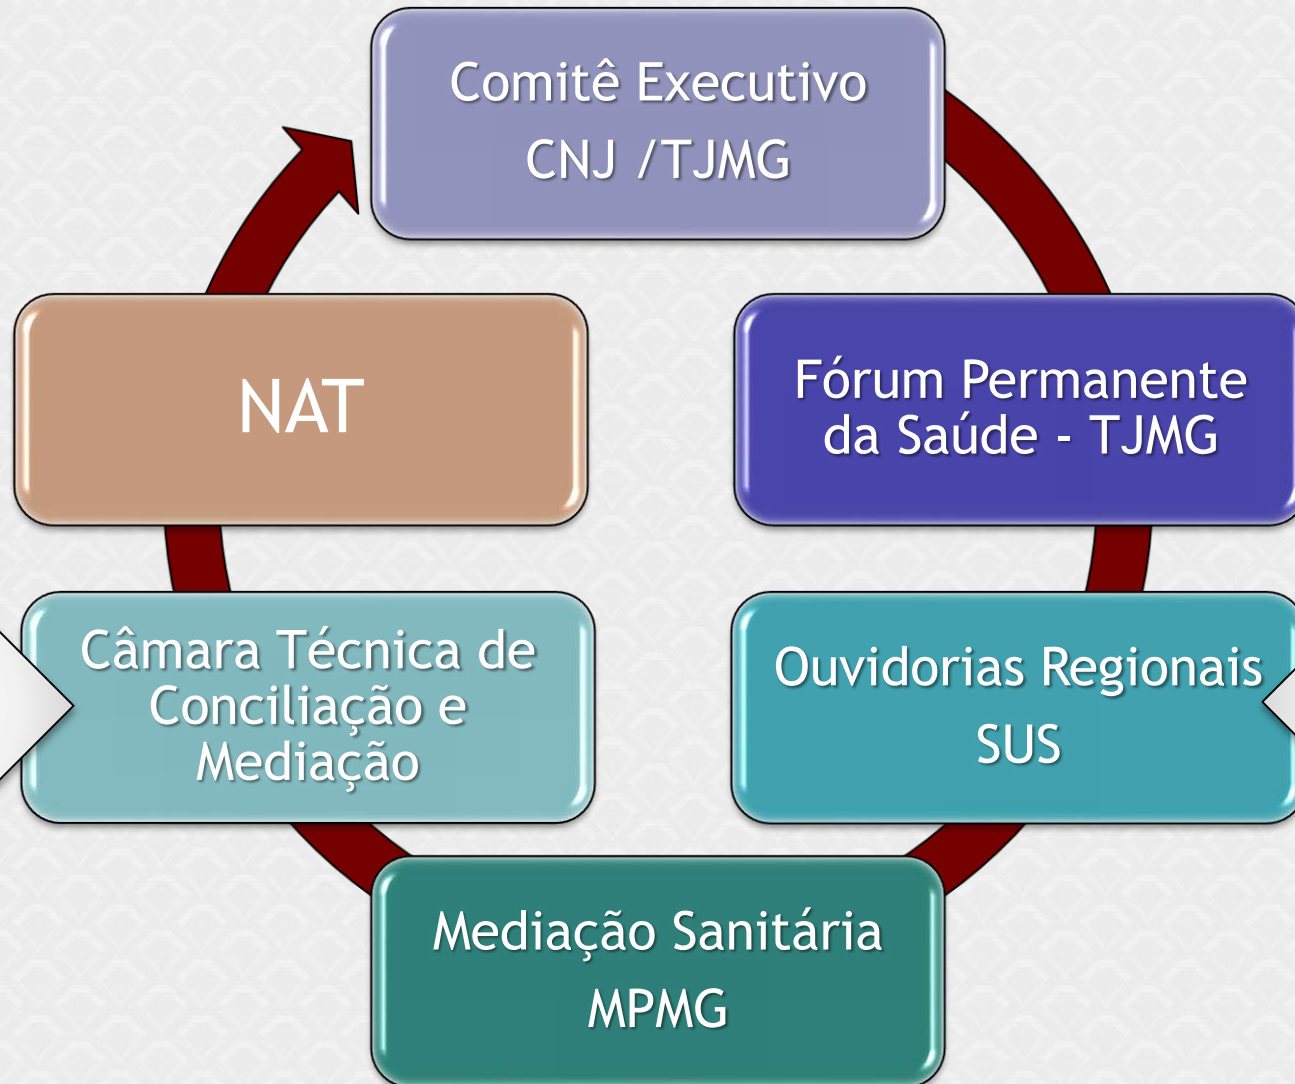 Comitê Executivo
CNJ /TJMG
NAT
Fórum Permanente
da Saúde - TJMG
Câmara Técnica de
Conciliação e
Mediação
Ouvidorias Regionais
SUS
Mediação Sanitária
MPMG